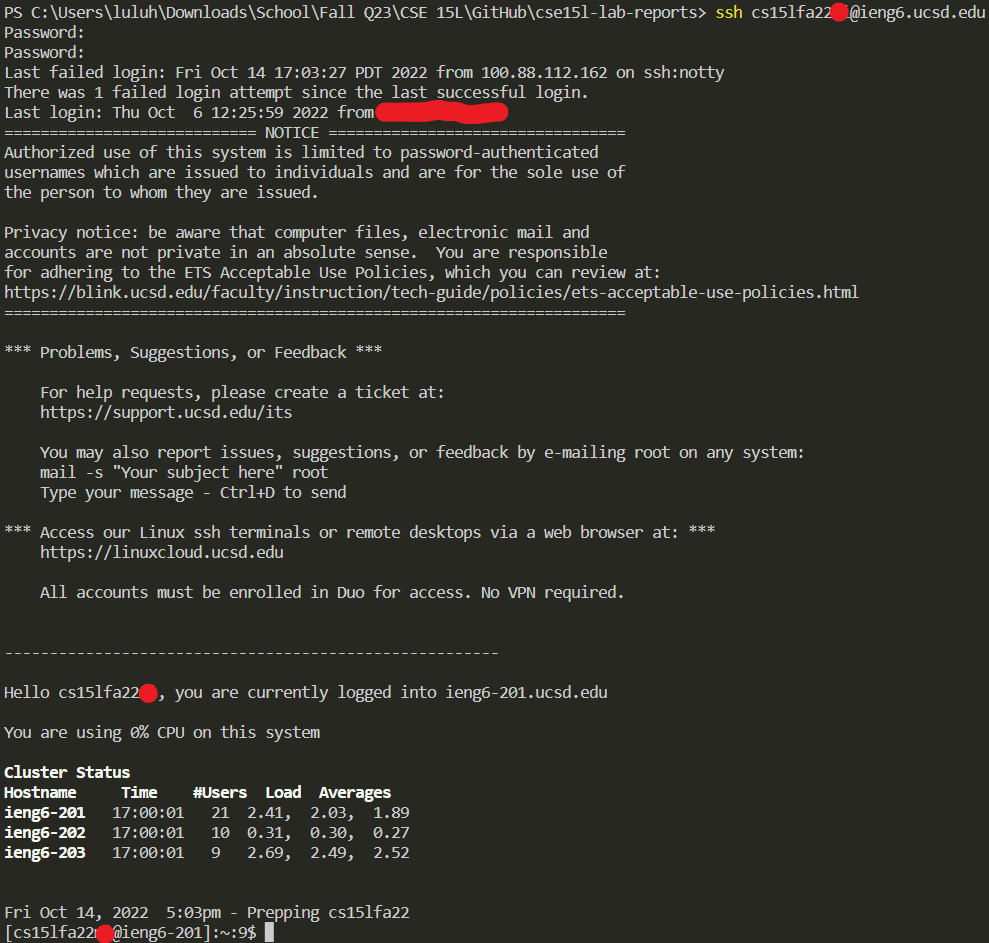 PS C:\Users\luluh\Downloads\School\Fall Q23\CSE 15L\GitHub\cse15l-lab-reports> ssh cs15lfa22@ieng6.ucsd.edu
Password:
Password:
Last failed login: Fri Oct 14 17:03:27 PDT 2022 from 100.88.112.162 on ssh:notty
There was 1 failed login attempt since the last successful login.
Last login: Thu Oct  6 12:25:59 2022 from
============================ NOTICE =================================
Authorized use of this system is limited to password-authenticated
usernames which are issued to individuals and are for the sole use of
the person to whom they are issued.

Privacy notice: be aware that computer files, electronic mail and
accounts are not private in an absolute sense.  You are responsible
for adhering to the ETS Acceptable Use Policies, which you can review at:
https://blink.ucsd.edu/faculty/instruction/tech-guide/policies/ets-acceptable-use-policies.html
=====================================================================

*** Problems, Suggestions, or Feedback ***

    For help requests, please create a ticket at:
    https://support.ucsd.edu/its

    You may also report issues, suggestions, or feedback by e-mailing root on any system:
    mail -s "Your subject here" root
    Type your message - Ctrl+D to send

*** Access our Linux ssh terminals or remote desktops via a web browser at: ***
    https://linuxcloud.ucsd.edu

    All accounts must be enrolled in Duo for access. No VPN required.

-------------------------------------------------------

Hello cs15lfa22, you are currently logged into ieng6-201.ucsd.edu

You are using 0% CPU on this system

Cluster Status
Hostname     Time    #Users  Load  Averages
ieng6-201   17:00:01   21  2.41,  2.03,  1.89
ieng6-202   17:00:01   10  0.31,  0.30,  0.27
ieng6-203   17:00:01   9   2.69,  2.49,  2.52

Fri Oct 14, 2022  5:03pm - Prepping cs15lfa22
[cs15lfa22@ieng6-201]:~:9$